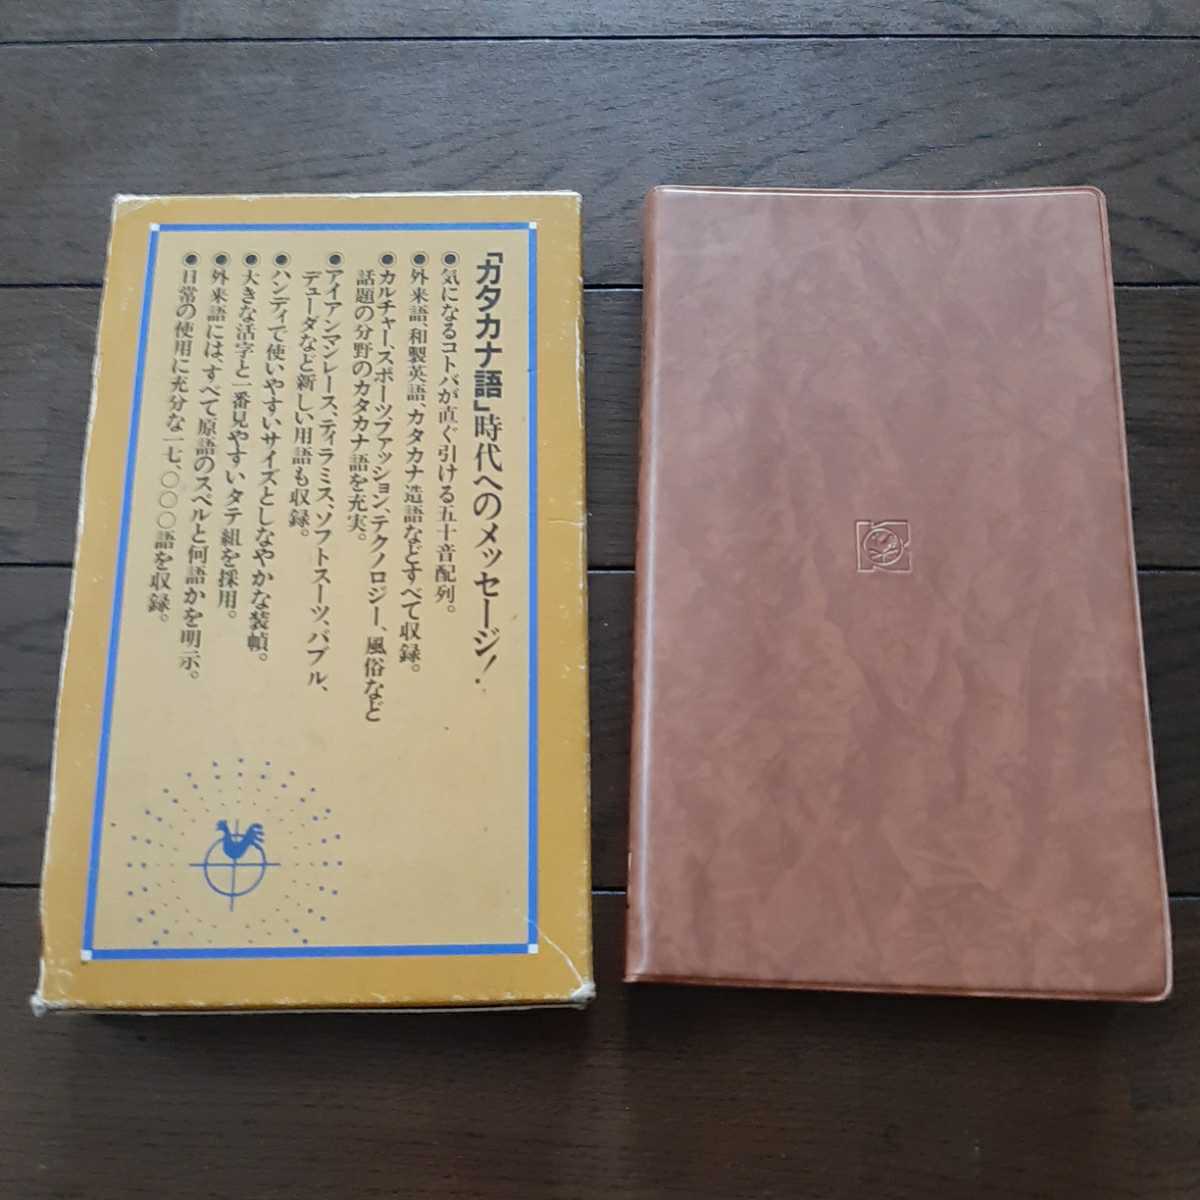 「カタカナ語」時代へのメッセージ！
●気になるコトバが直ぐ引ける五十音配列。
●外来語、和製英語、カタカナ造語などすべて収録。
●カルチャー、スポーツ、ファッション、テクノロジー、風俗など
話題の分野のカタカナ語を充実。
●アイアンマンレース、ティラミス、ソフトスーツ、バブル、
デューダなど新しい用語も収録。
●ハンディで使いやすいサイズとしなやかな装幀。
●大きな活字と一番見やすいタテ組を採用。
●外来語には、すべて原語のスペルと何語かを明示。
●日常の使用に充分な一七、〇〇〇語を収録。